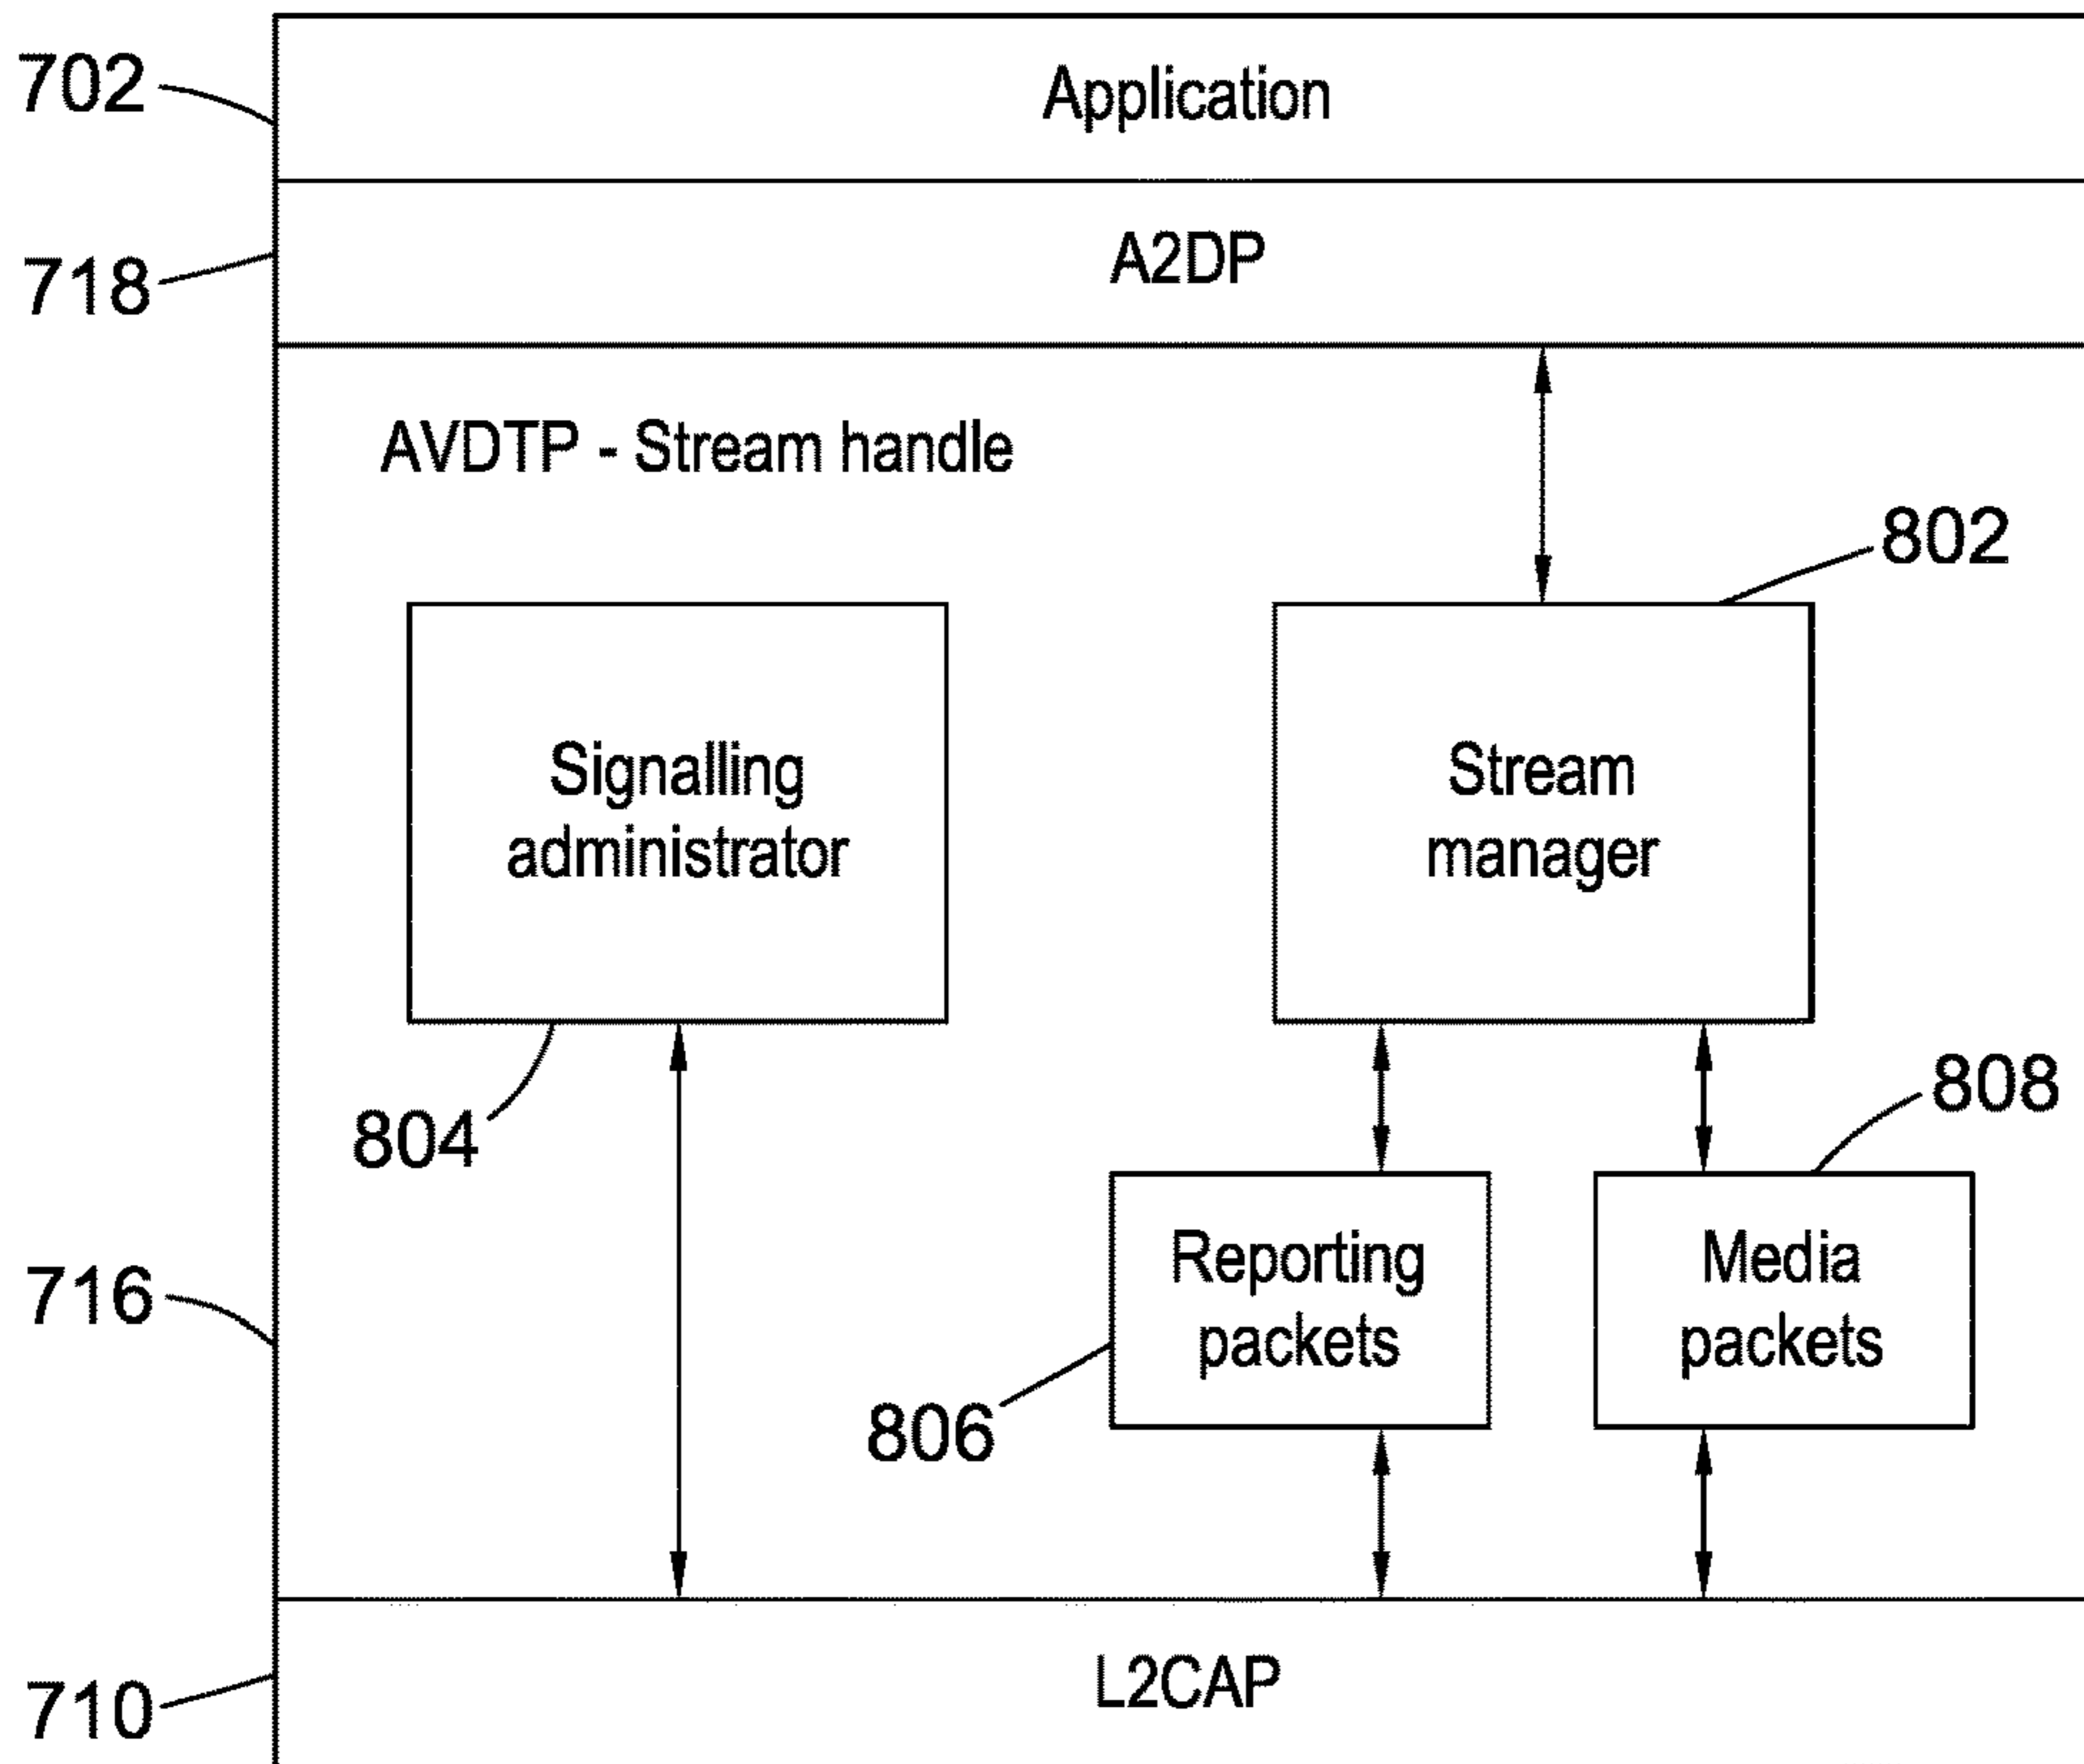 702
Application
718
A2DP
AVDTP - Stream handle
802
Signalling
administrator
Stream
manager
804
808
Reporting
packets
Media
packets
716
806
710
L2CAP